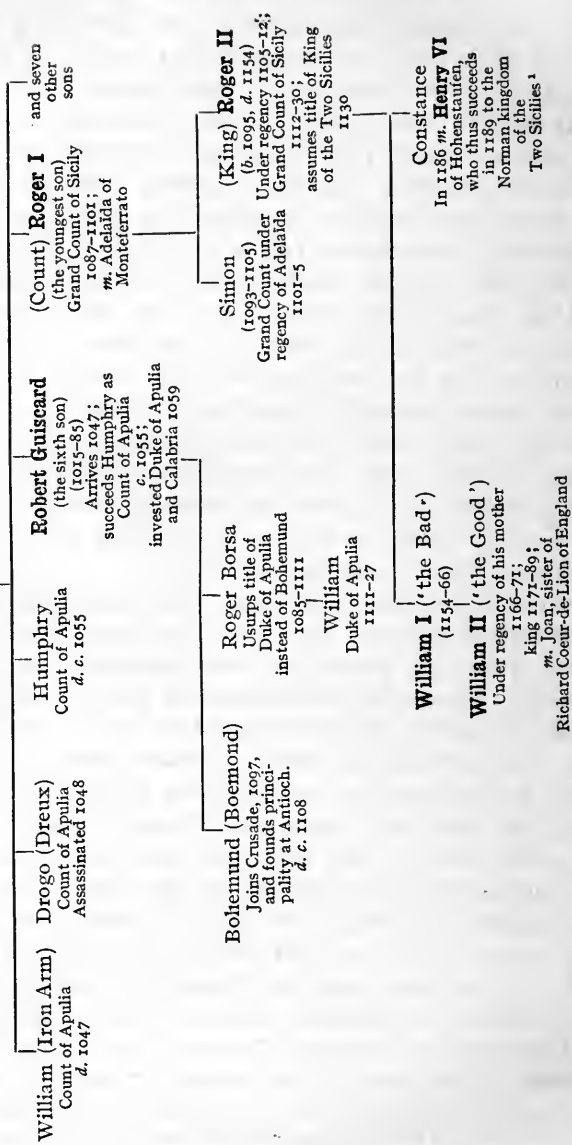 William (Iron Arm)
Count of Apulia
d. 1047
Drogo (Dreux)
Count of Apulia
Assassinated 1048
Humphry
Count of Apulia
d. c. 1055
Robert Guiscard
(the sixth son)
(1015-85)
Arrives 1047;
succeeds Humphry as
Count of Apulia
c. 1055;
invested Duke of Apulia
and Calabria 1059
(Count) Roger I
(the youngest son)
Grand Count of Sicily
1087-1101;
m. Adelaïda of
Monteferrato
and seven
other
sons
Bohemund (Boemond)
Joins Crusade, 1097,
and founds princi-
pality at Antioch.
d. c. 1108
Roger Borsa
Usurps title of
Duke of Apulia
instead of Bohemund
1085-1111
William
Duke of Apulia
1111-27
Simon
(1093-1105)
Grand Count under
regency of Adelaïda
1101-5
(King) Roger II
(b. 1095, d. 1154)
Under regency 1105-12;
Grand Count of Sicily
1112-30;
assumes title of King
of the Two Sicilies
1130
William I ('the Bad')
(1154-66)
William II ('the Good')
Under regency of his mother
1166-71;
king 1171-89;
m. Joan, sister of
Richard Coeur-de-Lion of England
Constance
In 1186 m. Henry VI
of Hohenstaufen,
who thus succeeds
in 1189 to the
Norman kingdom
of the
Two Sicilies ¹